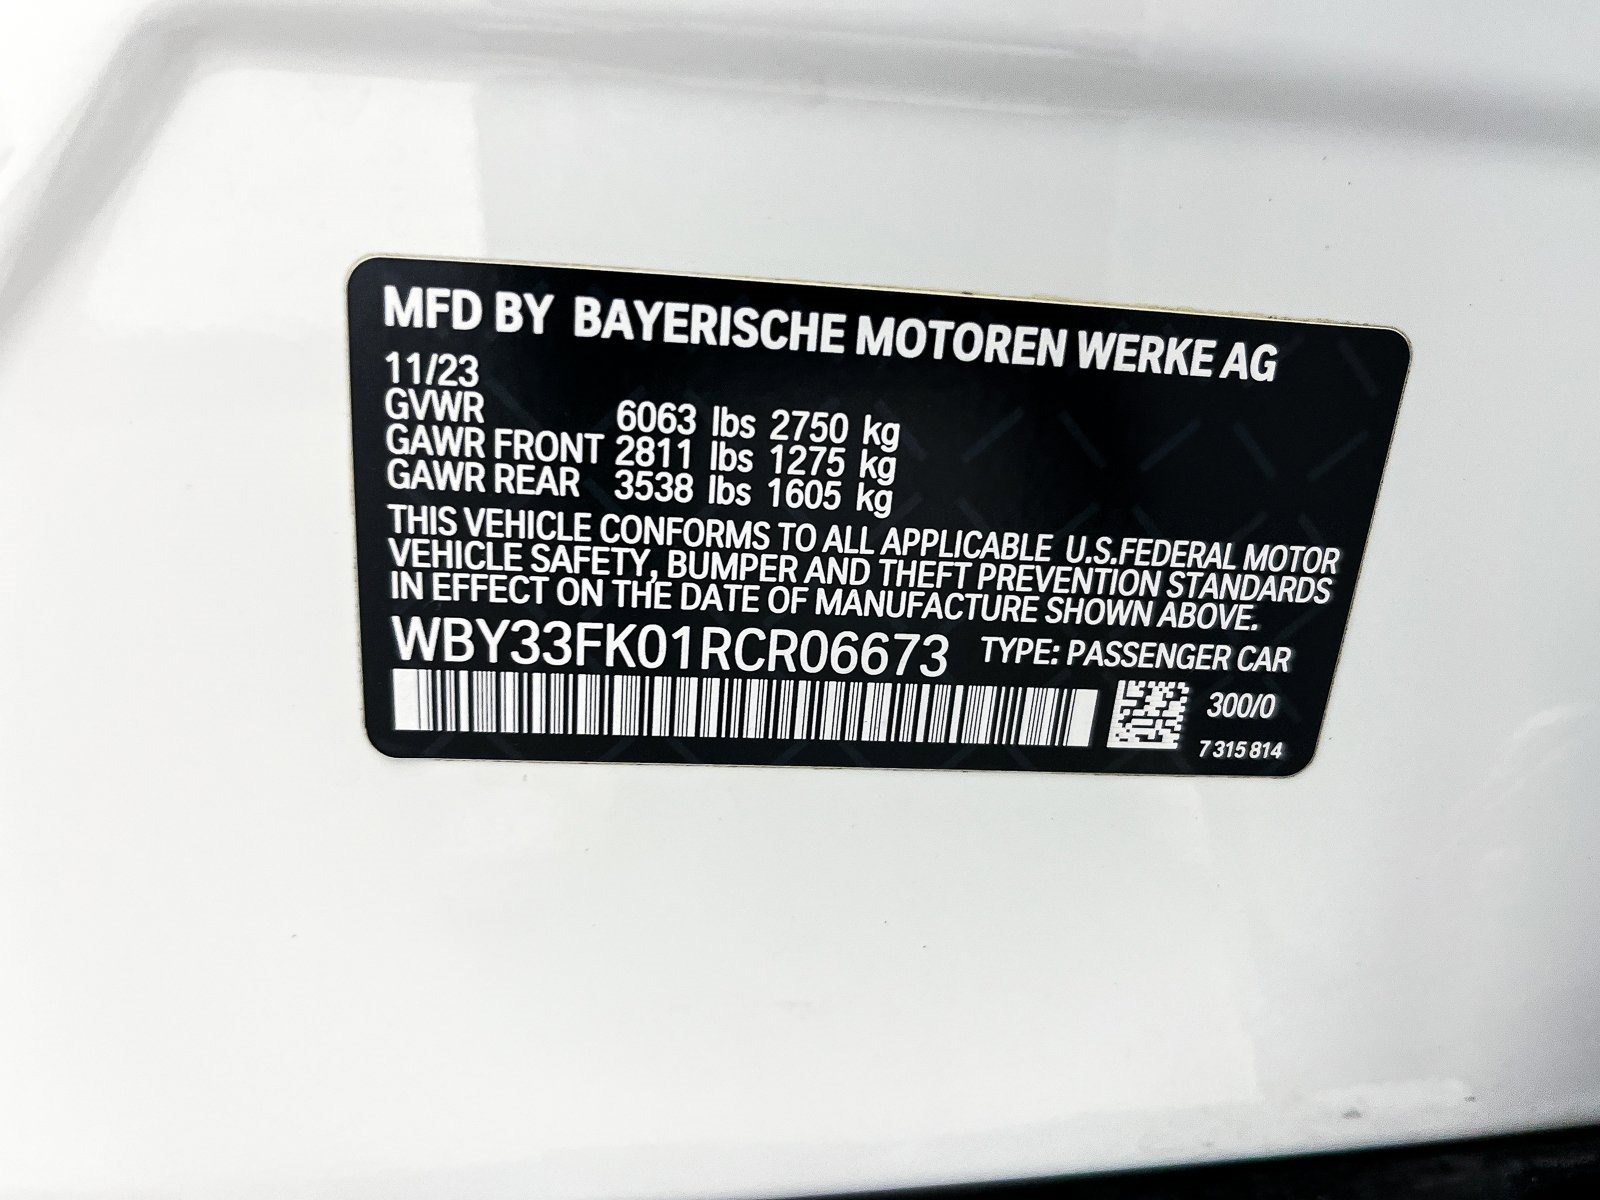 MFD BY BAYERISCHE MOTOREN WERKE AG
11/23
GVWR 6063 lbs 2750 kg
GAWR FRONT 2811 lbs 1275 kg
GAWR REAR 3538 lbs 1605 kg
THIS VEHICLE CONFORMS TO ALL APPLICABLE U.S.FEDERAL MOTOR
VEHICLE SAFETY, BUMPER AND THEFT PREVENTION STANDARDS
IN EFFECT ON THE DATE OF MANUFACTURE SHOWN ABOVE.
WBY33FK01RCR06673 TYPE: PASSENGER CAR
300/0
7 315 814